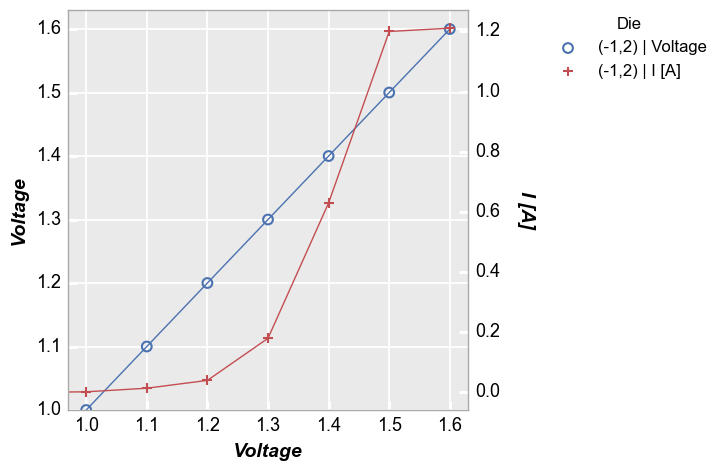 Die
(-1,2) | Voltage
(-1,2) | I [A]
Voltage
1.6
1.5
1.4
1.3
1.2
1.1
1.0
1.2
1.0
0.8
0.6
0.4
0.2
0.0
I [A]
1.0 1.1 1.2 1.3 1.4 1.5 1.6
Voltage